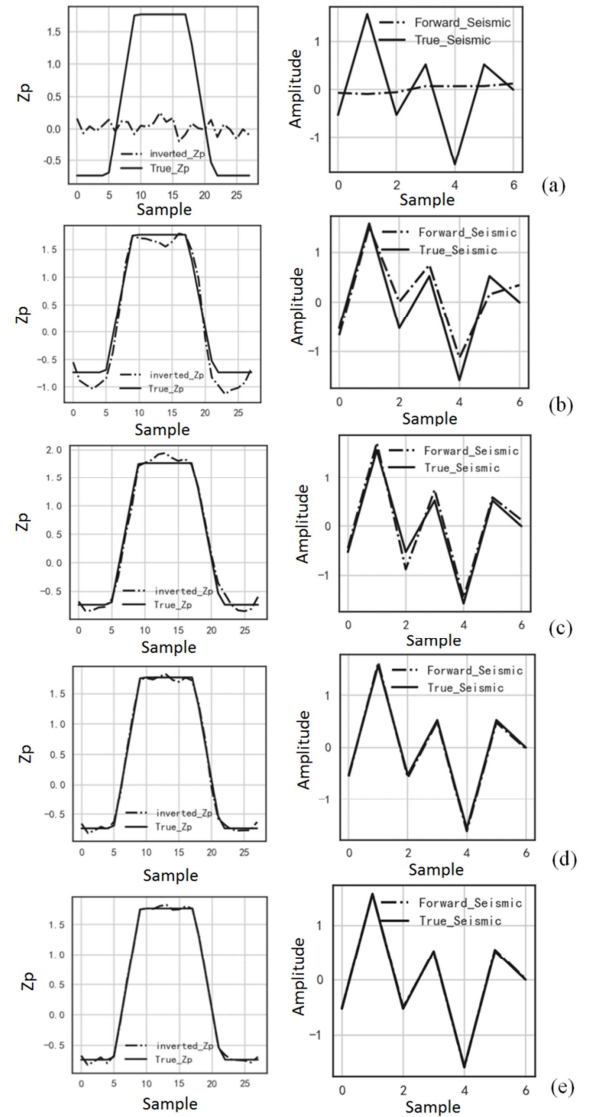 Zp
1.5
1.0
0.5
0.0
-0.5
inverted_Zp
True_Zp
0 5 10 15 20 25
Sample
Amplitude
1
0
-1
Forward_Seismic
True_Seismic
0 2 4 6
Sample
(a)
Zp
1.5
1.0
0.5
0.0
-0.5
-1.0
inverted_Zp
True_Zp
0 5 10 15 20 25
Sample
Amplitude
1
0
-1
Forward_Seismic
True_Seismic
0 2 4 6
Sample
(b)
Zp
2.0
1.5
1.0
0.5
0.0
-0.5
inverted_Zp
True_Zp
0 5 10 15 20 25
Sample
Amplitude
1
0
-1
Forward_Seismic
True_Seismic
0 2 4 6
Sample
(c)
Zp
1.5
1.0
0.5
0.0
-0.5
inverted_Zp
True_Zp
0 5 10 15 20 25
Sample
Amplitude
1
0
-1
Forward_Seismic
True_Seismic
0 2 4 6
Sample
(d)
Zp
1.5
1.0
0.5
0.0
-0.5
inverted_Zp
True_Zp
0 5 10 15 20 25
Sample
Amplitude
1
0
-1
Forward_Seismic
True_Seismic
0 2 4 6
Sample
(e)